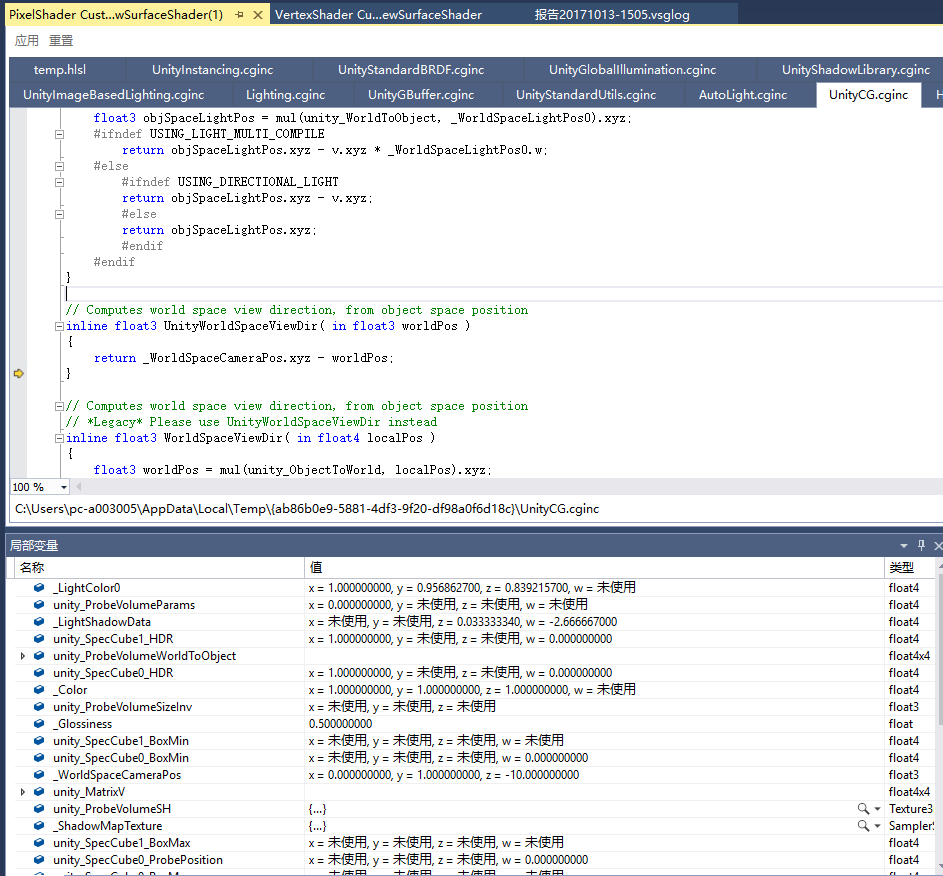 PixelShader Cust...wSurfaceShader(1) VertexShader Cu...ewSurfaceShader 报告20171013-1505.vsglog
应用 重置
temp.hlsl UnityInstancing.cginc UnityStandardBRDF.cginc UnityGlobalIllumination.cginc UnityShadowLibrary.cginc
UnityImageBasedLighting.cginc Lighting.cginc UnityGBuffer.cginc UnityStandardUtils.cginc AutoLight.cginc UnityCG.cginc H
float3 objSpaceLightPos = mul(unity_WorldToObject, _WorldSpaceLightPos0).xyz;
#ifndef USING_LIGHT_MULTI_COMPILE
return objSpaceLightPos.xyz - v.xyz * _WorldSpaceLightPos0.w;
#else
#ifndef USING_DIRECTIONAL_LIGHT
return objSpaceLightPos.xyz - v.xyz;
#else
return objSpaceLightPos.xyz;
#endif
#endif
}
// Computes world space view direction, from object space position
inline float3 UnityWorldSpaceViewDir( in float3 worldPos )
{
return _WorldSpaceCameraPos.xyz - worldPos;
}
// Computes world space view direction, from object space position
// *Legacy* Please use UnityWorldSpaceViewDir instead
inline float3 WorldSpaceViewDir( in float4 localPos )
{
float3 worldPos = mul(unity_ObjectToWorld, localPos).xyz;
100 %
C:\Users\pc-a003005\AppData\Local\Temp\{ab86b0e9-5881-4df3-9f20-df98a0f6d18c}\UnityCG.cginc
局部变量
名称 值 类型
_LightColor0 x = 1.000000000, y = 0.956862700, z = 0.839215700, w = 未使用 float4
unity_ProbeVolumeParams x = 0.000000000, y = 未使用, z = 未使用, w = 未使用 float4
_LightShadowData x = 未使用, y = 未使用, z = 0.033333340, w = -2.666667000 float4
unity_SpecCube1_HDR x = 1.000000000, y = 未使用, z = 未使用, w = 0.000000000 float4
unity_ProbeVolumeWorldToObject float4x4
unity_SpecCube0_HDR x = 1.000000000, y = 未使用, z = 未使用, w = 0.000000000 float4
_Color x = 1.000000000, y = 1.000000000, z = 1.000000000, w = 未使用 float4
unity_ProbeVolumeSizeInv x = 未使用, y = 未使用, z = 未使用 float3
_Glossiness 0.500000000 float
unity_SpecCube1_BoxMin x = 未使用, y = 未使用, z = 未使用, w = 未使用 float4
unity_SpecCube0_BoxMin x = 未使用, y = 未使用, z = 未使用, w = 0.000000000 float4
_WorldSpaceCameraPos x = 0.000000000, y = 1.000000000, z = -10.000000000 float3
unity_MatrixV float4x4
unity_ProbeVolumeSH {...} Texture3
_ShadowMapTexture {...} Sampler
unity_SpecCube1_BoxMax x = 未使用, y = 未使用, z = 未使用, w = 未使用 float4
unity_SpecCube0_ProbePosition x = 未使用, y = 未使用, z = 未使用, w = 0.000000000 float4